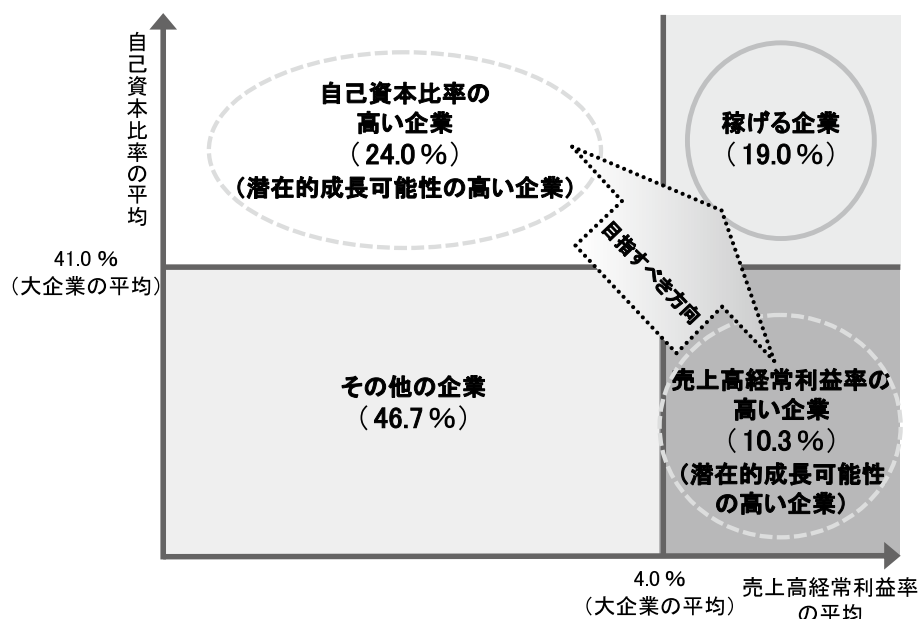 自己資本比率の平均
自己資本比率の
高い企業
（24.0％）
（潜在的成長可能性の高い企業）
稼げる企業
（19.0％）
41.0％
（大企業の平均）
目指すべき方向
その他の企業
（46.7％）
売上高経常利益率の
高い企業
（10.3％）
（潜在的成長可能性
の高い企業）
4.0％
（大企業の平均）
売上高経常利益率
の平均